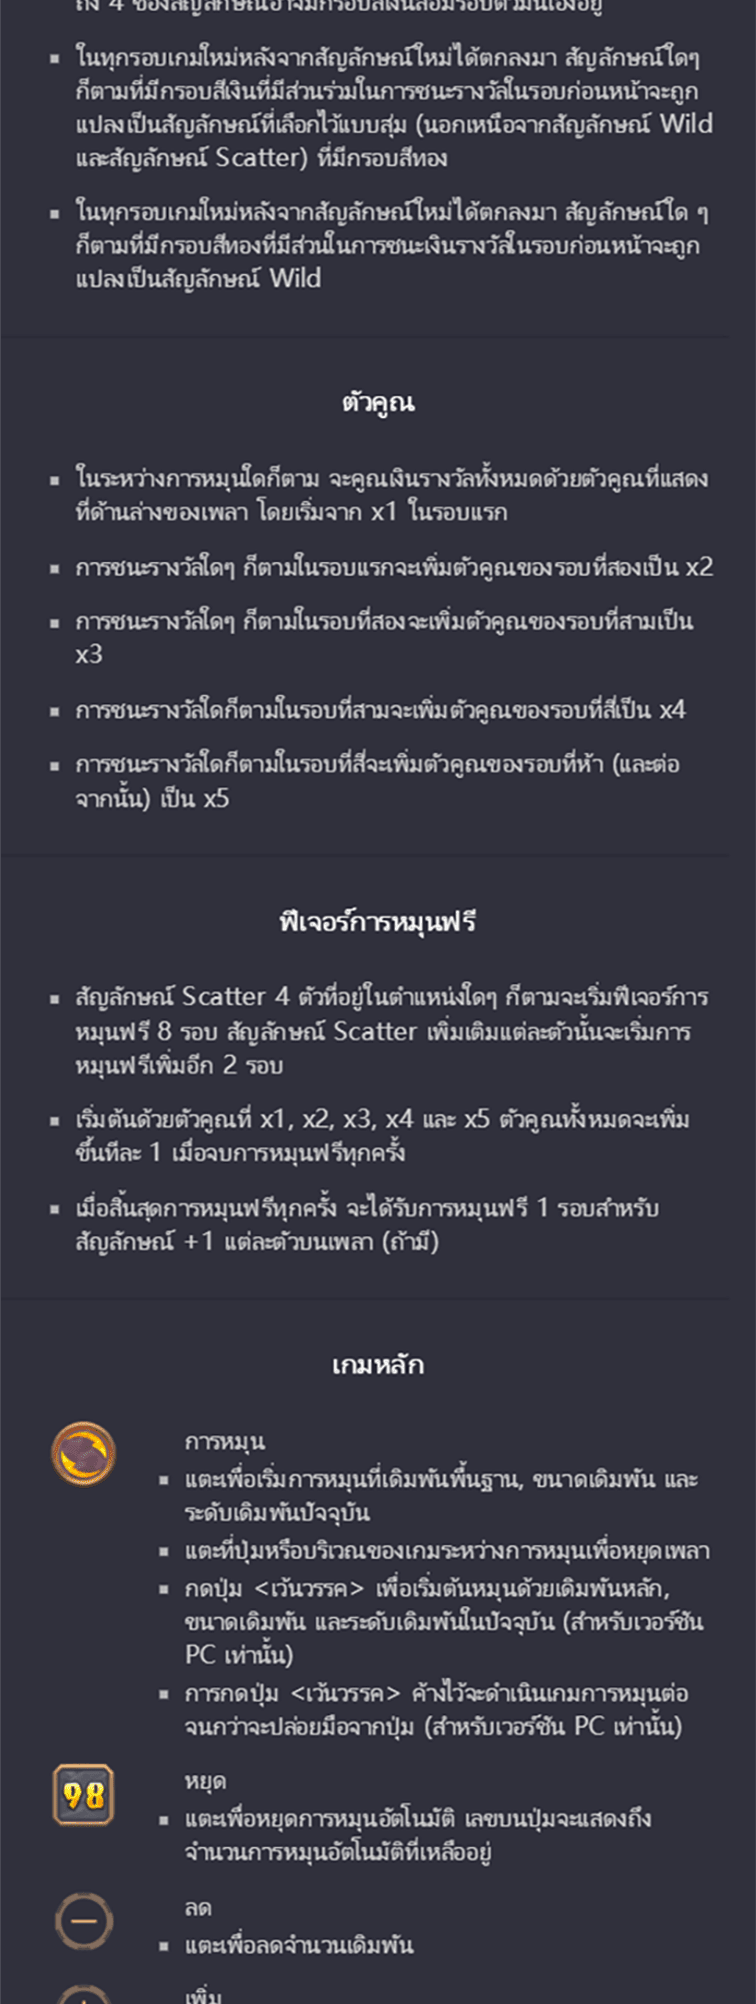 ถึง 4 ช่องสัญลักษณ์อาจมีกรอบสีเงินล้อมรอบตัวมันเองอยู่
ในทุกรอบเกมใหม่หลังจากสัญลักษณ์ใหม่ได้ตกลงมา สัญลักษณ์ใดๆ
ก็ตามที่มีกรอบสีเงินที่มีส่วนร่วมในการชนะรางวัลในรอบก่อนหน้าจะถูก
แปลงเป็นสัญลักษณ์ที่เลือกไว้แบบสุ่ม (นอกเหนือจากสัญลักษณ์ Wild
และสัญลักษณ์ Scatter) ที่มีกรอบสีทอง
ในทุกรอบเกมใหม่หลังจากสัญลักษณ์ใหม่ได้ตกลงมา สัญลักษณ์ใด ๆ
ก็ตามที่มีกรอบสีทองที่มีส่วนในการชนะเงินรางวัลในรอบก่อนหน้าจะถูก
แปลงเป็นสัญลักษณ์ Wild
ตัวคูณ
ในระหว่างการหมุนใดก็ตาม จะคูณเงินรางวัลทั้งหมดด้วยตัวคูณที่แสดง
ที่ด้านล่างของเพลา โดยเริ่มจาก x1 ในรอบแรก
การชนะรางวัลใดๆ ก็ตามในรอบแรกจะเพิ่มตัวคูณของรอบที่สองเป็น x2
การชนะรางวัลใดๆ ก็ตามในรอบที่สองจะเพิ่มตัวคูณของรอบที่สามเป็น
x3
การชนะรางวัลใดก็ตามในรอบที่สามจะเพิ่มตัวคูณของรอบที่สี่เป็น x4
การชนะรางวัลใดก็ตามในรอบที่สี่จะเพิ่มตัวคูณของรอบที่ห้า (และต่อ
จากนั้น) เป็น x5
ฟีเจอร์การหมุนฟรี
สัญลักษณ์ Scatter 4 ตัวที่อยู่ในตำแหน่งใดๆ ก็ตามจะเริ่มฟีเจอร์การ
หมุนฟรี 8 รอบ สัญลักษณ์ Scatter เพิ่มเติมแต่ละตัวนั้นจะเริ่มการ
หมุนฟรีเพิ่มอีก 2 รอบ
เริ่มต้นด้วยตัวคูณที่ x1, x2, x3, x4 และ x5 ตัวคูณทั้งหมดจะเพิ่ม
ขึ้นทีละ 1 เมื่อจบการหมุนฟรีทุกครั้ง
เมื่อสิ้นสุดการหมุนฟรีทุกครั้ง จะได้รับการหมุนฟรี 1 รอบสำหรับ
สัญลักษณ์ +1 แต่ละตัวบนเพลา (ถ้ามี)
เกมหลัก
การหมุน
แตะเพื่อเริ่มการหมุนที่เดิมพันพื้นฐาน, ขนาดเดิมพัน และ
ระดับเดิมพันปัจจุบัน
แตะที่ปุ่มหรือบริเวณของเกมระหว่างการหมุนเพื่อหยุดเพลา
กดปุ่ม <เว้นวรรค> เพื่อเริ่มต้นหมุนด้วยเดิมพันหลัก,
ขนาดเดิมพัน และระดับเดิมพันในปัจจุบัน (สำหรับเวอร์ชัน
PC เท่านั้น)
การกดปุ่ม <เว้นวรรค> ค้างไว้จะดำเนินเกมการหมุนต่อ
จนกว่าจะปล่อยมือจากปุ่ม (สำหรับเวอร์ชัน PC เท่านั้น)
98
หยุด
แตะเพื่อหยุดการหมุนอัตโนมัติ เลขบนปุ่มจะแสดงถึง
จำนวนการหมุนอัตโนมัติที่เหลืออยู่
ลด
แตะเพื่อลดจำนวนเดิมพัน
เพิ่ม